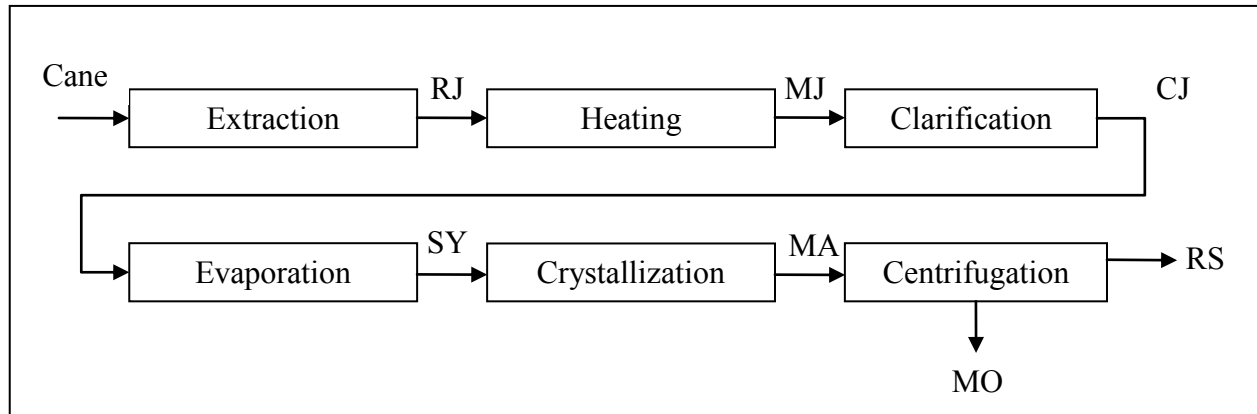 Cane
RJ
MJ
CJ
Extraction
Heating
Clarification
SY
MA
RS
Evaporation
Crystallization
Centrifugation
MO